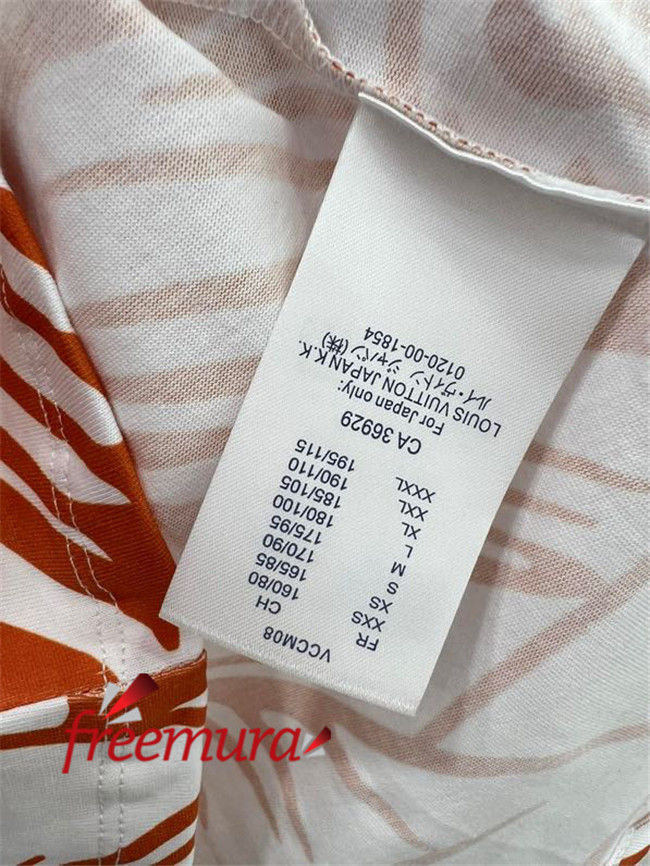 VCCM08
FR CH
XXS 160/80
XS 165/85
S 170/90
M 175/95
L 180/100
XL 185/105
XXL 190/110
XXXL 195/115
CA 36929
For Japan only:
LOUIS VUITTON JAPAN K.K.
ルイ・ヴィトン ジャパン(株)
0120-00-1854
freemura